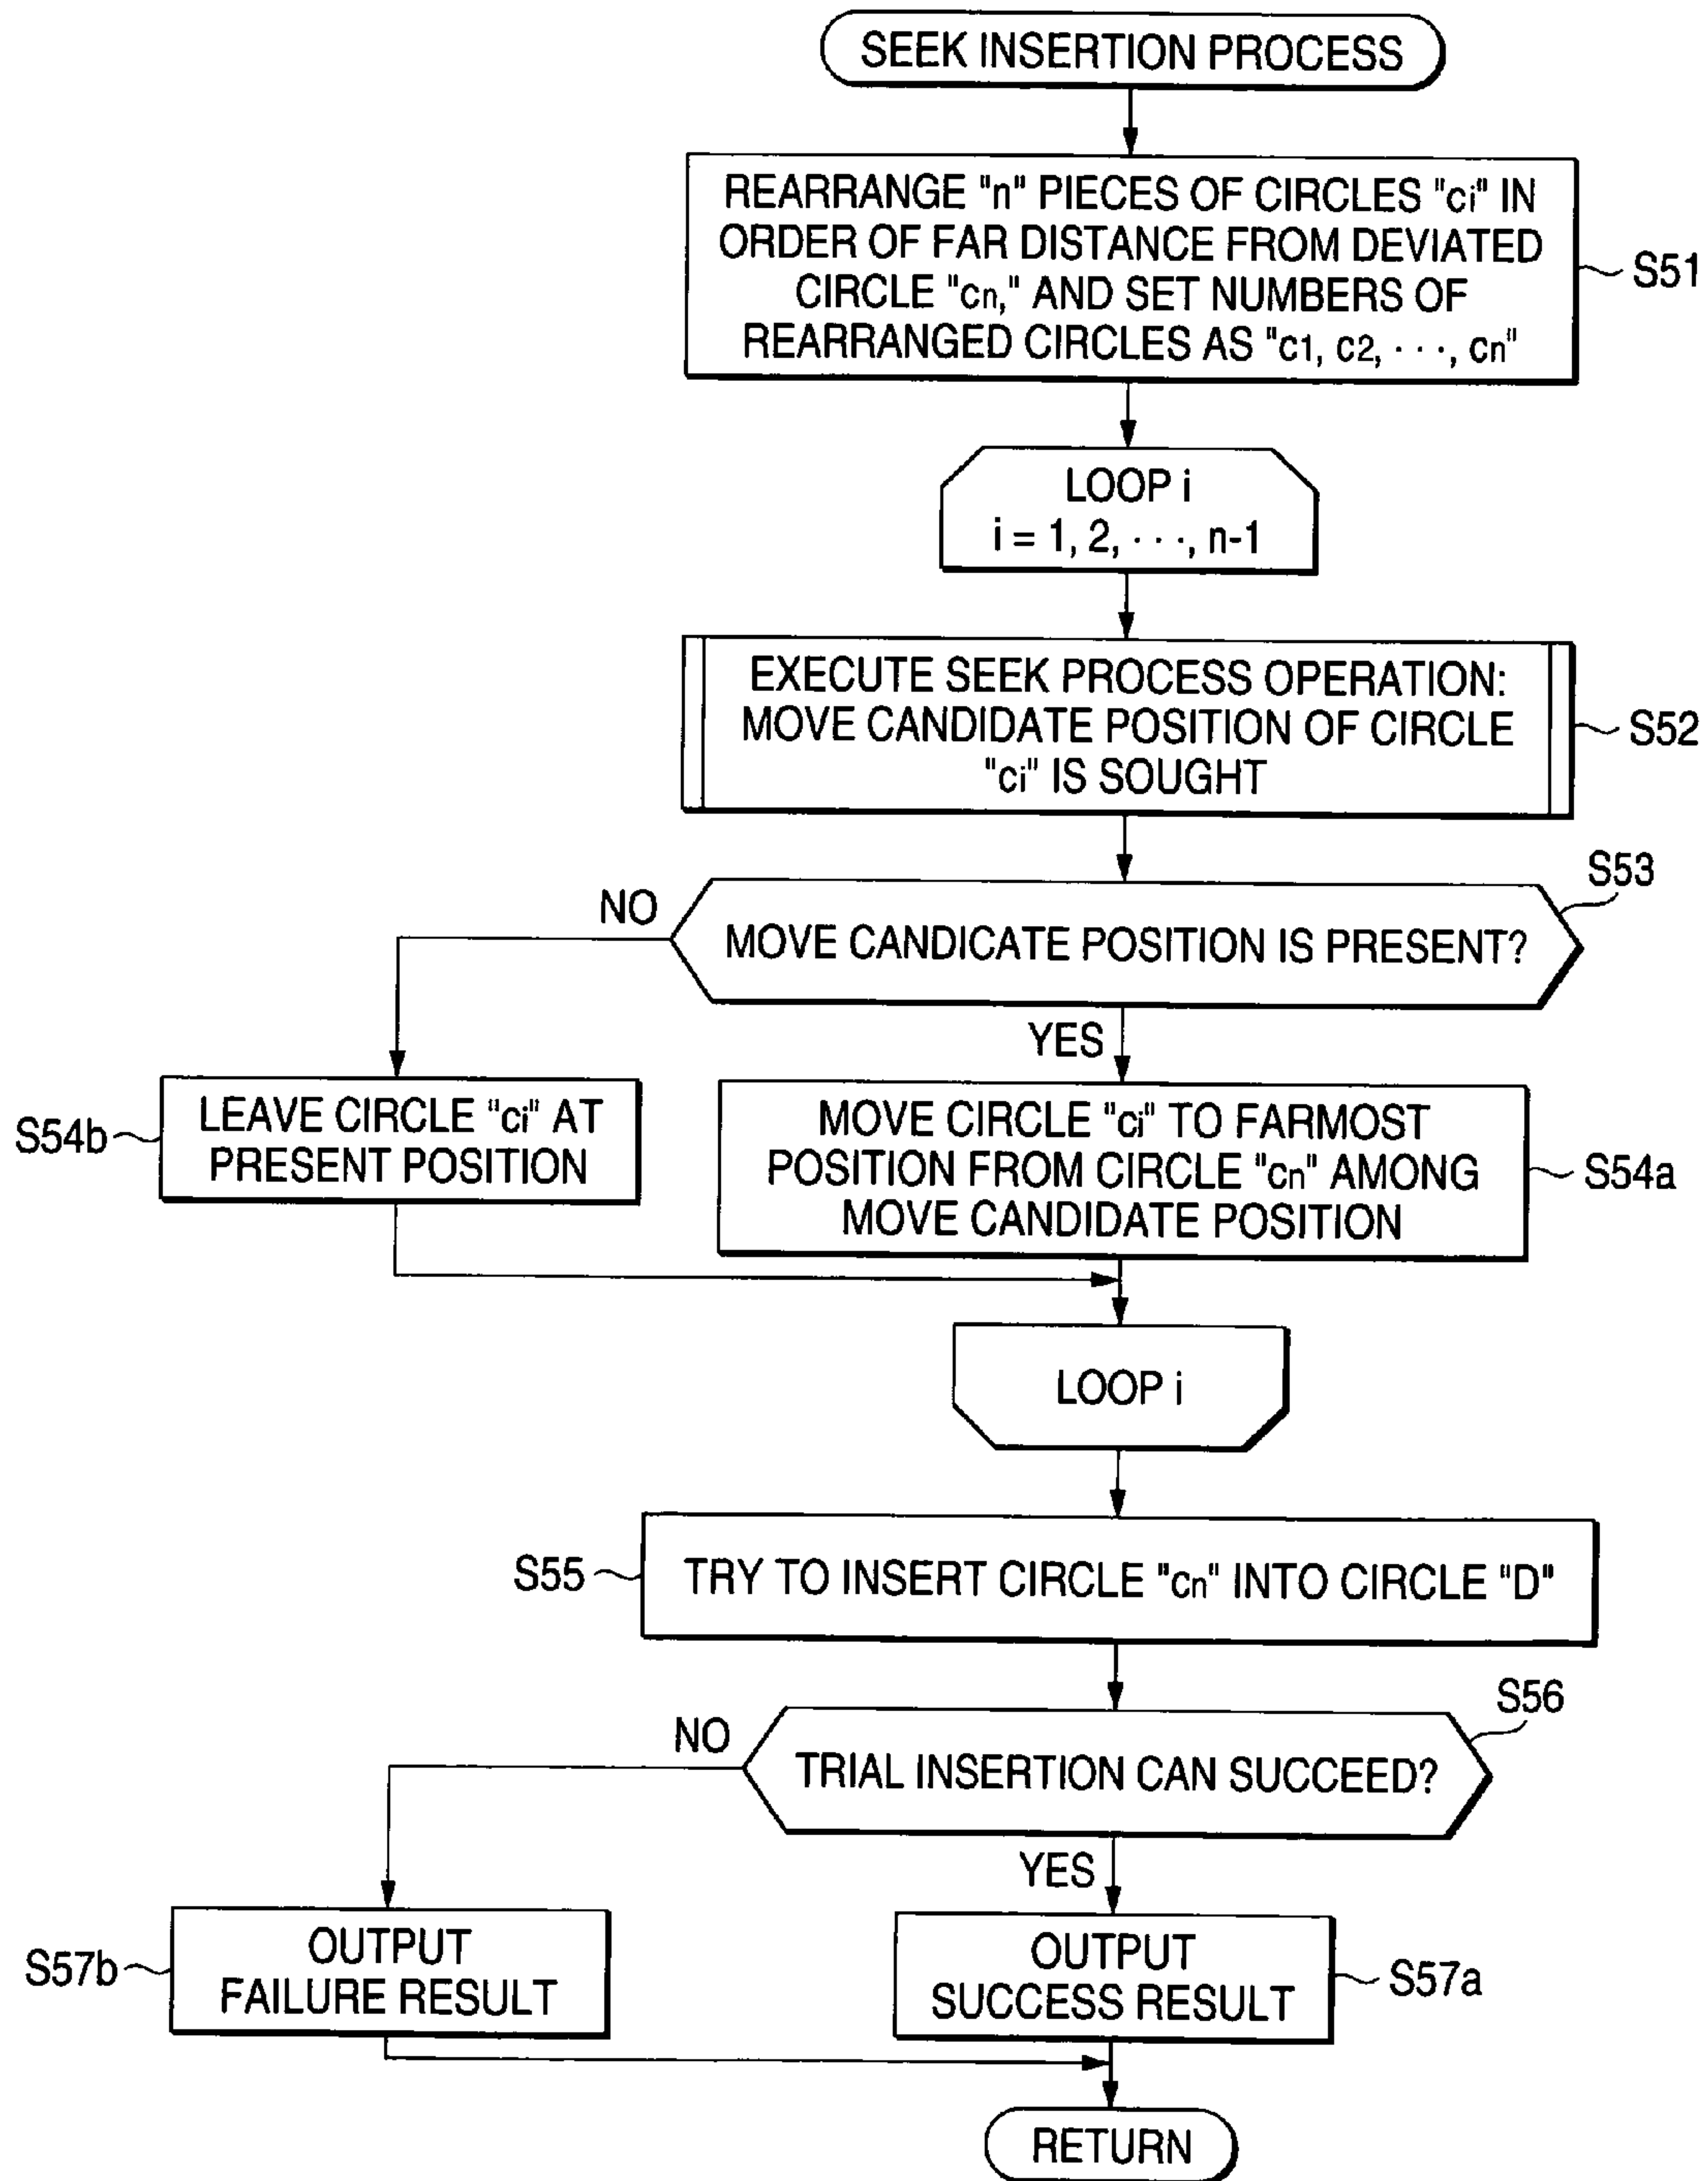 SEEK INSERTION PROCESS
REARRANGE "n" PIECES OF CIRCLES "ci" IN
ORDER OF FAR DISTANCE FROM DEVIATED
CIRCLE "cn," AND SET NUMBERS OF
REARRANGED CIRCLES AS "c1, c2, · · ·, cn"
S51
LOOP i
i = 1, 2, · · ·, n-1
EXECUTE SEEK PROCESS OPERATION:
MOVE CANDIDATE POSITION OF CIRCLE
"ci" IS SOUGHT
S52
S53
NO
MOVE CANDICATE POSITION IS PRESENT?
YES
S54b
LEAVE CIRCLE "ci" AT
PRESENT POSITION
MOVE CIRCLE "ci" TO FARMOST
POSITION FROM CIRCLE "cn" AMONG
MOVE CANDIDATE POSITION
S54a
LOOP i
S55
TRY TO INSERT CIRCLE "cn" INTO CIRCLE "D"
S56
NO
TRIAL INSERTION CAN SUCCEED?
YES
S57b
OUTPUT
FAILURE RESULT
OUTPUT
SUCCESS RESULT
S57a
RETURN